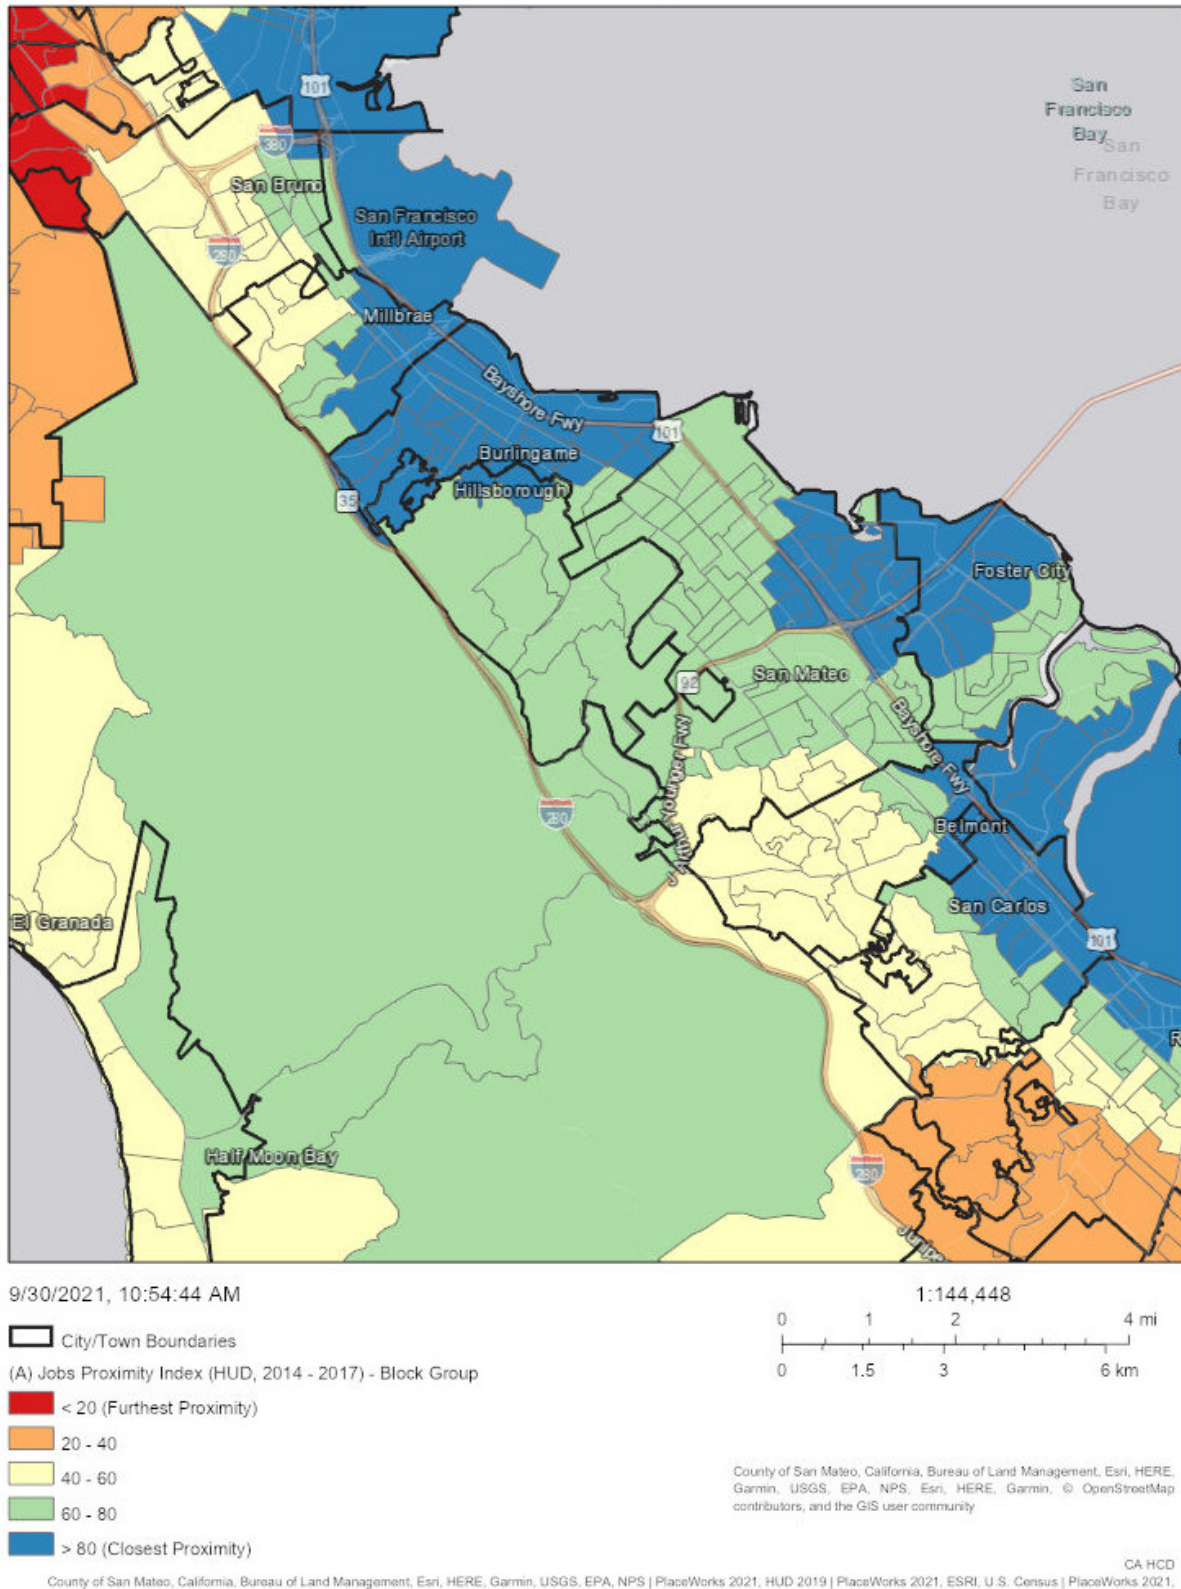 101
San
Francisco
Bay
San
Francisco
Bay
380
San Bruno
San Francisco
Int'l Airport
280
Millbrae
Bayshore Fwy
101
Burlingame
Hillsborough
35
Foster City
92
San Mateo
Bayshore Fwy
J Arthur Younger Fwy
280
Belmont
San Carlos
El Granada
101
R
Half Moon Bay
280
Junipe
9/30/2021, 10:54:44 AM
1:144,448
0 1 2 4 mi
0 1.5 3 6 km
City/Town Boundaries
(A) Jobs Proximity Index (HUD, 2014 - 2017) - Block Group
< 20 (Furthest Proximity)
20 - 40
40 - 60
60 - 80
> 80 (Closest Proximity)
County of San Mateo, California, Bureau of Land Management, Esri, HERE,
Garmin, USGS, EPA, NPS, Esri, HERE, Garmin, © OpenStreetMap
contributors, and the GIS user community
CA HCD
County of San Mateo, California, Bureau of Land Management, Esri, HERE, Garmin, USGS, EPA, NPS | PlaceWorks 2021, HUD 2019 | PlaceWorks 2021, ESRI, U.S. Census | PlaceWorks 2021,